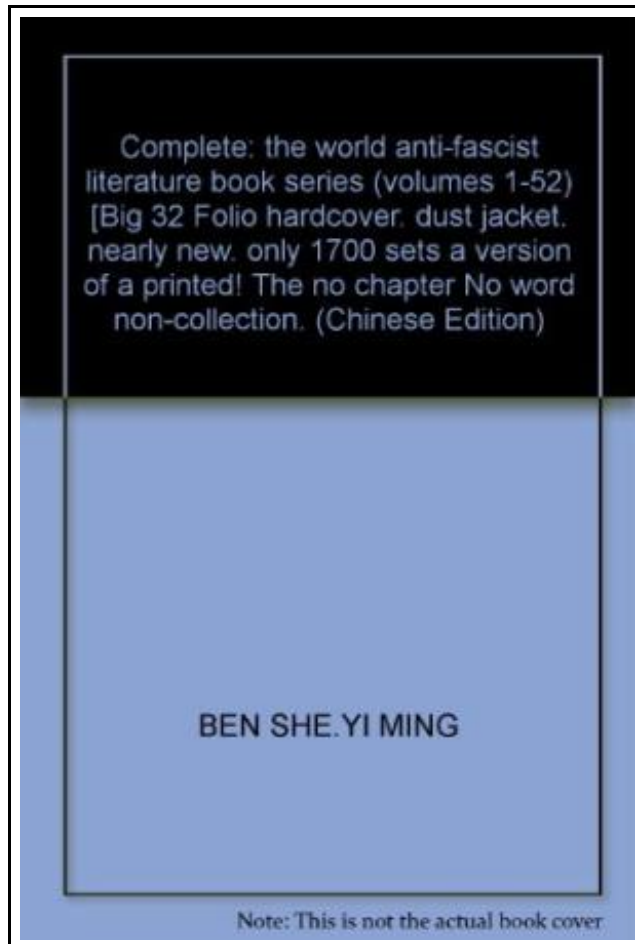 Complete: the world anti-fascist
literature book series (volumes 1-52)
[Big 32 Folio hardcover. dust jacket.
nearly new. only 1700 sets a version
of a printed! The no chapter No word
non-collection. (Chinese Edition)
BEN SHE.YI MING
Note: This is not the actual book cover